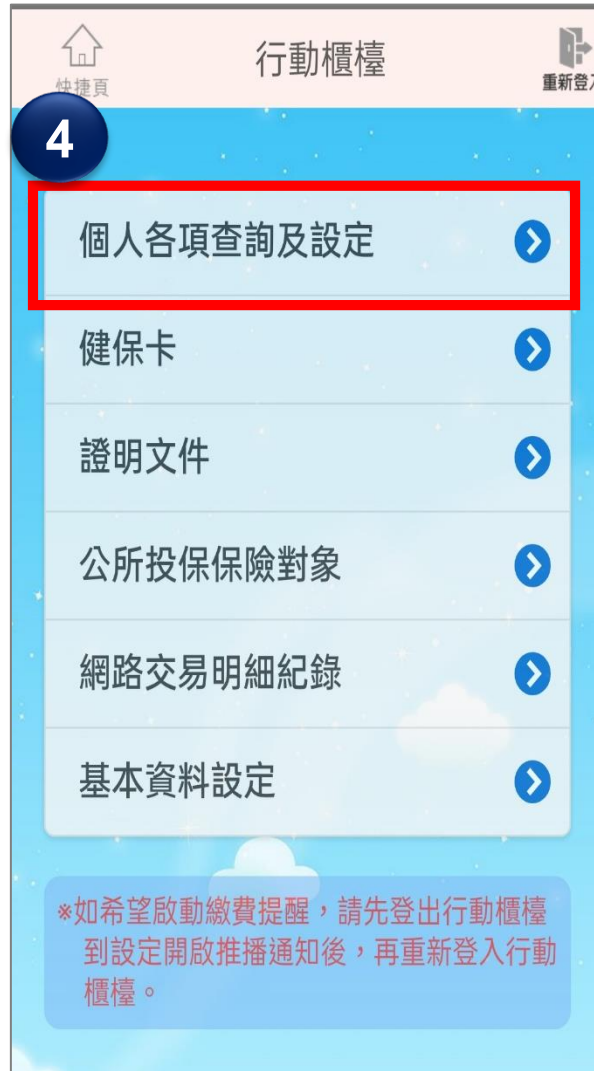 行動櫃檯
快捷頁
重新登入
4
個人各項查詢及設定
健保卡
證明文件
公所投保保險對象
網路交易明細紀錄
基本資料設定
※如希望啟動繳費提醒，請先登出行動櫃檯
到設定開啟推播通知後，再重新登入行動
櫃檯。